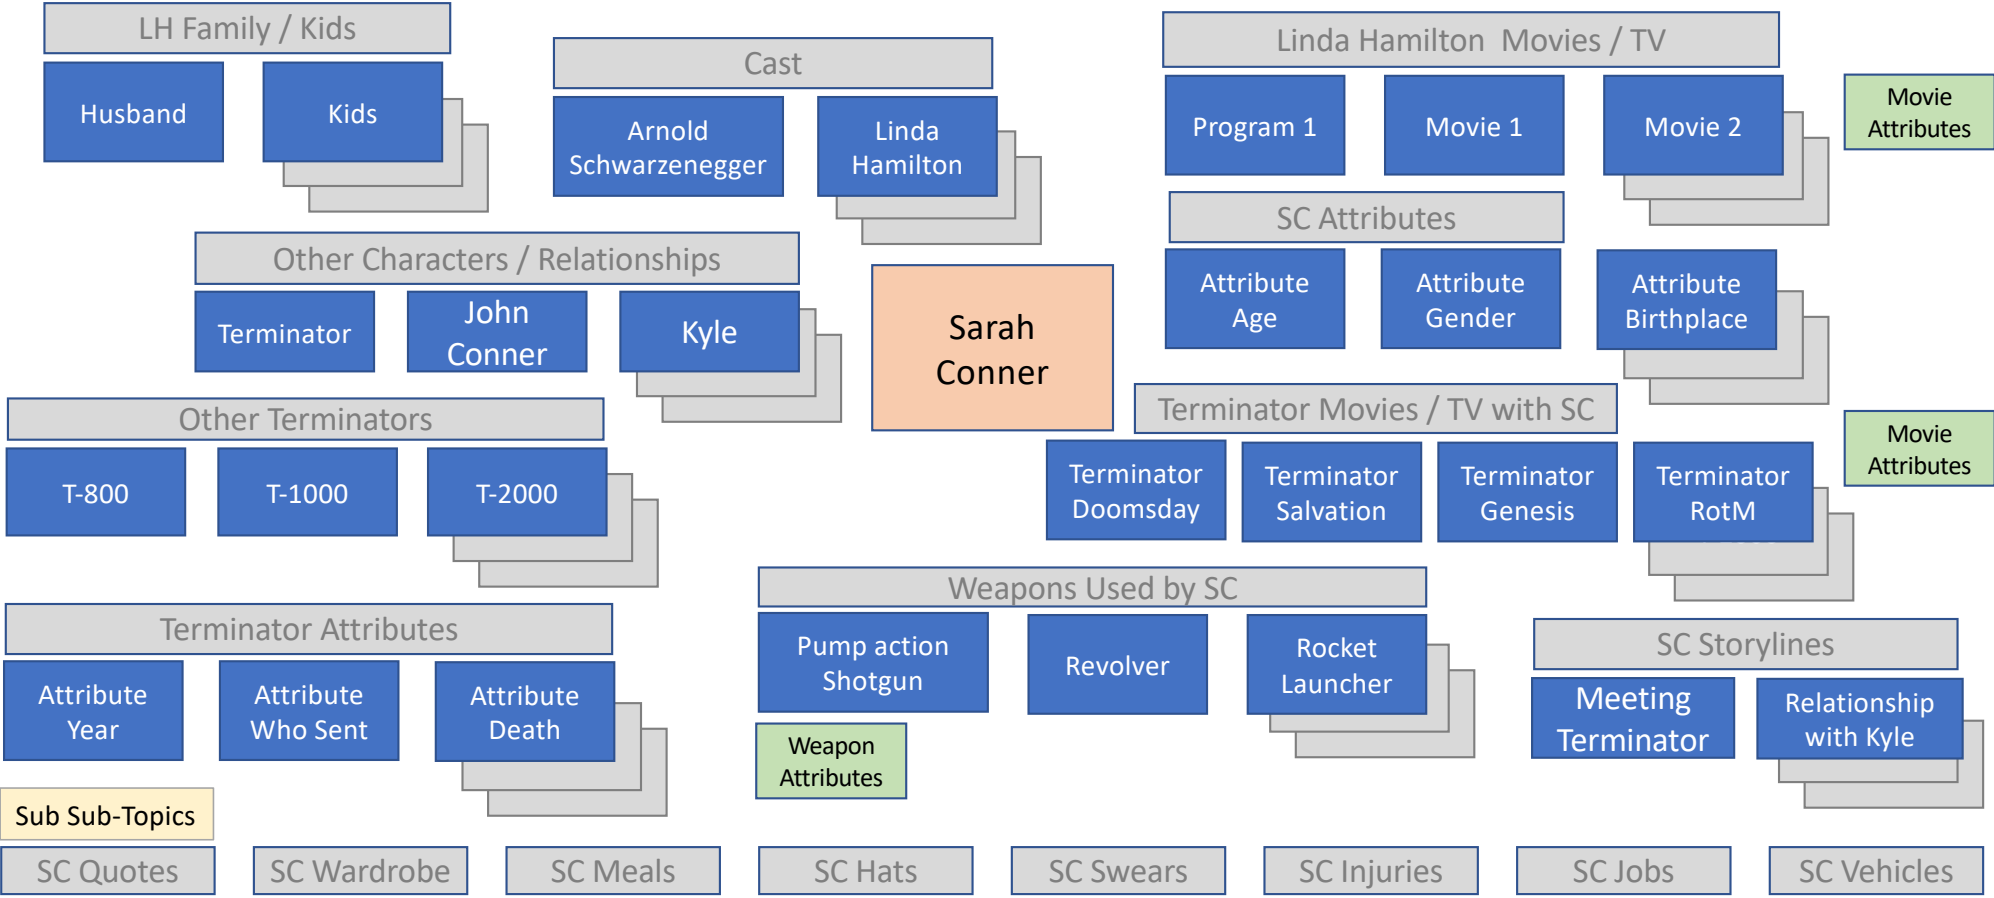 LH Family / Kids
Husband
Kids
Cast
Arnold
Schwarzenegger
Linda
Hamilton
Linda Hamilton  Movies / TV
Program 1
Movie 1
Movie 2
Movie
Attributes
Other Characters / Relationships
Terminator
John
Conner
Kyle
Sarah
Conner
SC Attributes
Attribute
Age
Attribute
Gender
Attribute
Birthplace
Other Terminators
T-800
T-1000
T-2000
Terminator Movies / TV with SC
Terminator
Doomsday
Terminator
Salvation
Terminator
Genesis
Terminator
RotM
Movie
Attributes
Terminator Attributes
Attribute
Year
Attribute
Who Sent
Attribute
Death
Weapons Used by SC
Pump action
Shotgun
Revolver
Rocket
Launcher
Weapon
Attributes
SC Storylines
Meeting
Terminator
Relationship
with Kyle
Sub Sub-Topics
SC Quotes
SC Wardrobe
SC Meals
SC Hats
SC Swears
SC Injuries
SC Jobs
SC Vehicles